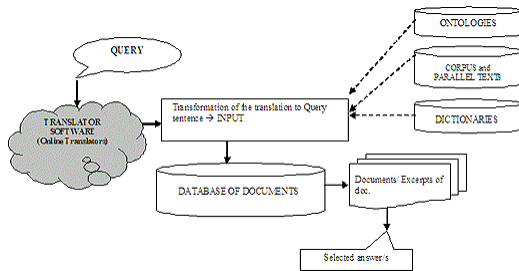 QUERY
ONTOLOGIES
CORPUS and
PARALLEL TEXTS
DICTIONARIES
TRANSLATOR
SOFTWARE
(Online Translators)
Transformation of the translation to Query
sentence → INPUT
DATABASE OF DOCUMENTS
Documents/ Excerpts of
doc.
Selected answer/s